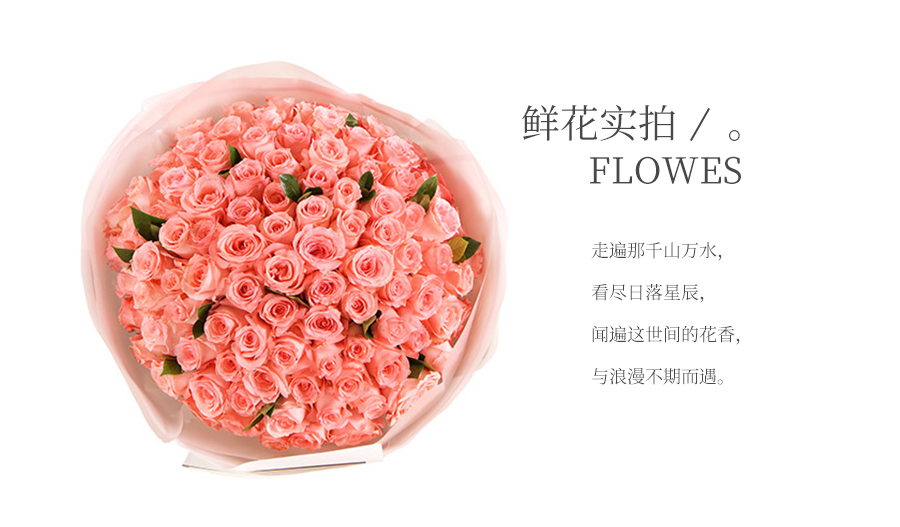 鲜花实拍 / 。
FLOWES
走遍那千山万水，
看尽日落星辰，
闻遍这世间的花香，
与浪漫不期而遇。